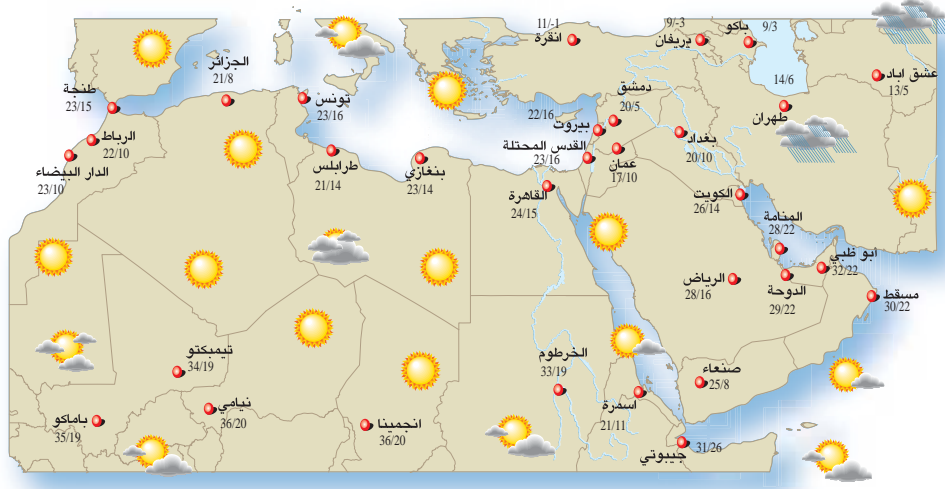 11/-1
انقرة
9/-3
يريفان
باكو
9/3
14/6
عشق اباد
13/5
طهران
الجزائر
21/8
طنجة
23/15
تونس
23/16
الرباط
22/10
الدار البيضاء
23/10
طرابلس
21/14
بنغازي
23/14
دمشق
20/5
22/16
بيروت
القدس المحتلة
23/16
عمان
17/10
بغداد
20/10
القاهرة
24/15
الكويت
26/14
المنامة
28/22
أبو ظبي
32/22
الرياض
28/16
الدوحة
29/22
مسقط
30/22
تيمبكتو
34/19
الخرطوم
33/19
صنعاء
25/8
باماكو
35/19
نيامي
36/20
انجمينا
36/20
اسمرة
21/11
جيبوتي
31/26